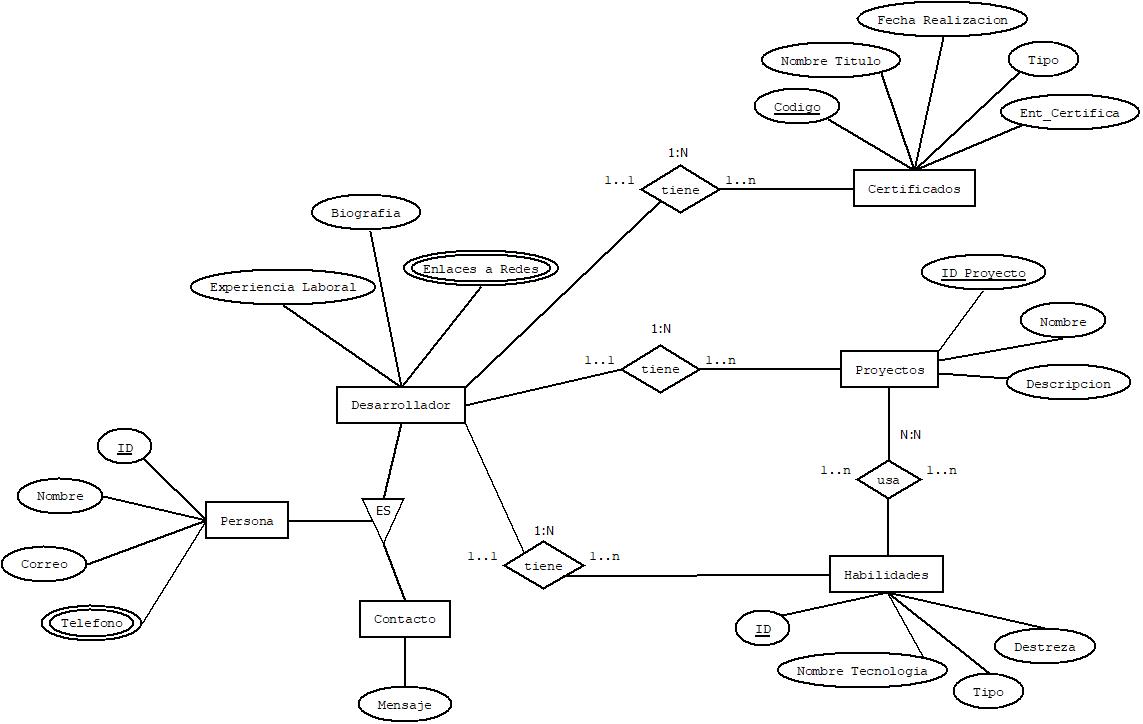 Fecha Realizacion
Nombre Titulo
Tipo
Codigo
Ent_Certifica
1:N
1..1
tiene
1..n
Certificados
Biografia
Enlaces a Redes
Experiencia Laboral
ID Proyecto
Nombre
Descripcion
1:N
1..1
tiene
1..n
Proyectos
Desarrollador
N:N
1..n
usa
1..n
ID
Nombre
Persona
Correo
Telefono
ES
1:N
1..1
tiene
1..n
Habilidades
Contacto
Mensaje
ID
Nombre Tecnologia
Tipo
Destreza